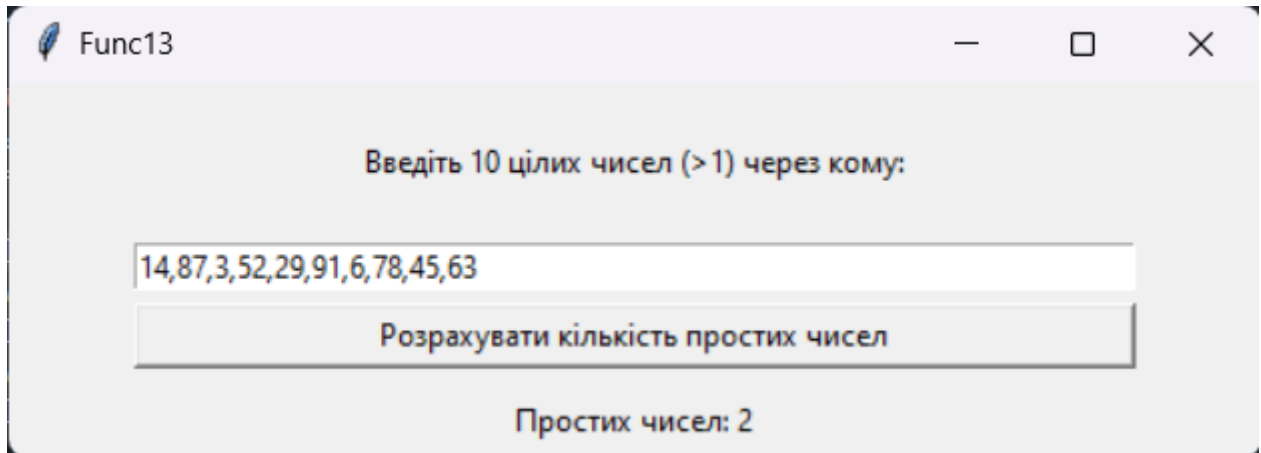 Func13
Введіть 10 цілих чисел (>1) через кому:
14,87,3,52,29,91,6,78,45,63
Розрахувати кількість простих чисел
Простих чисел: 2